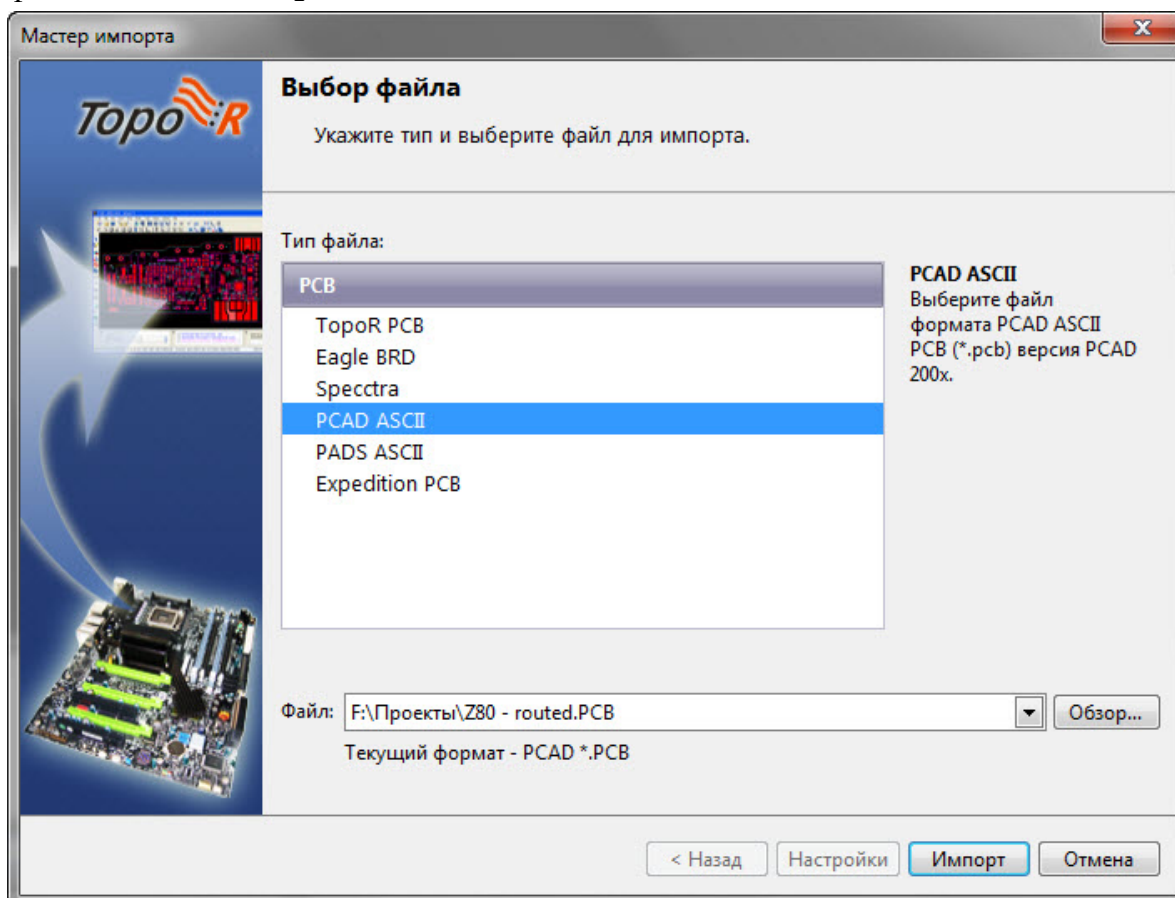 Мастер импорта
TopoR
Выбор файла
Укажите тип и выберите файл для импорта.
Тип файла:
PCB
TopoR PCB
Eagle BRD
Specctra
PCAD ASCII
PADS ASCII
Expedition PCB
PCAD ASCII
Выберите файл
формата PCAD ASCII
PCB (*.pcb) версия PCAD
200x.
Файл: F:\Проекты\Z80 - routed.PCB Обзор...
Текущий формат - PCAD *.PCB
< Назад Настройки Импорт Отмена